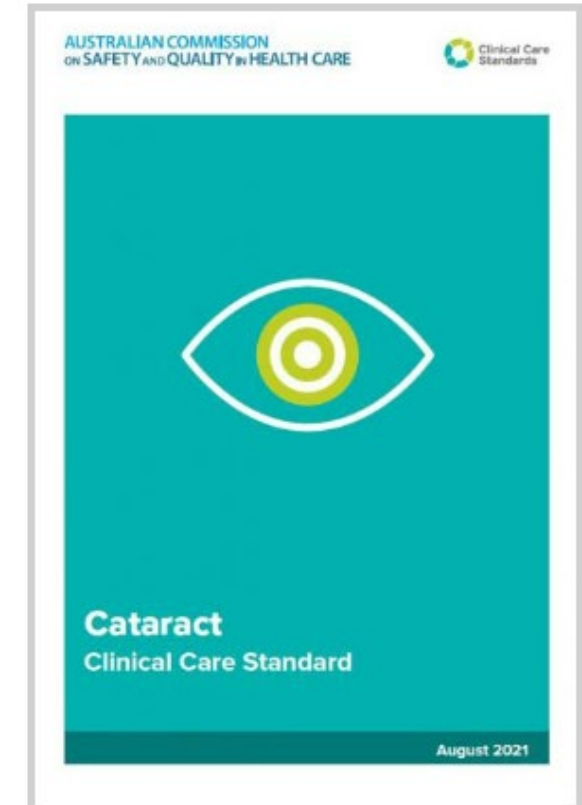 AUSTRALIAN COMMISSION
ON SAFETY AND QUALITY IN HEALTH CARE
Clinical Care
Standards
Cataract
Clinical Care Standard
August 2021